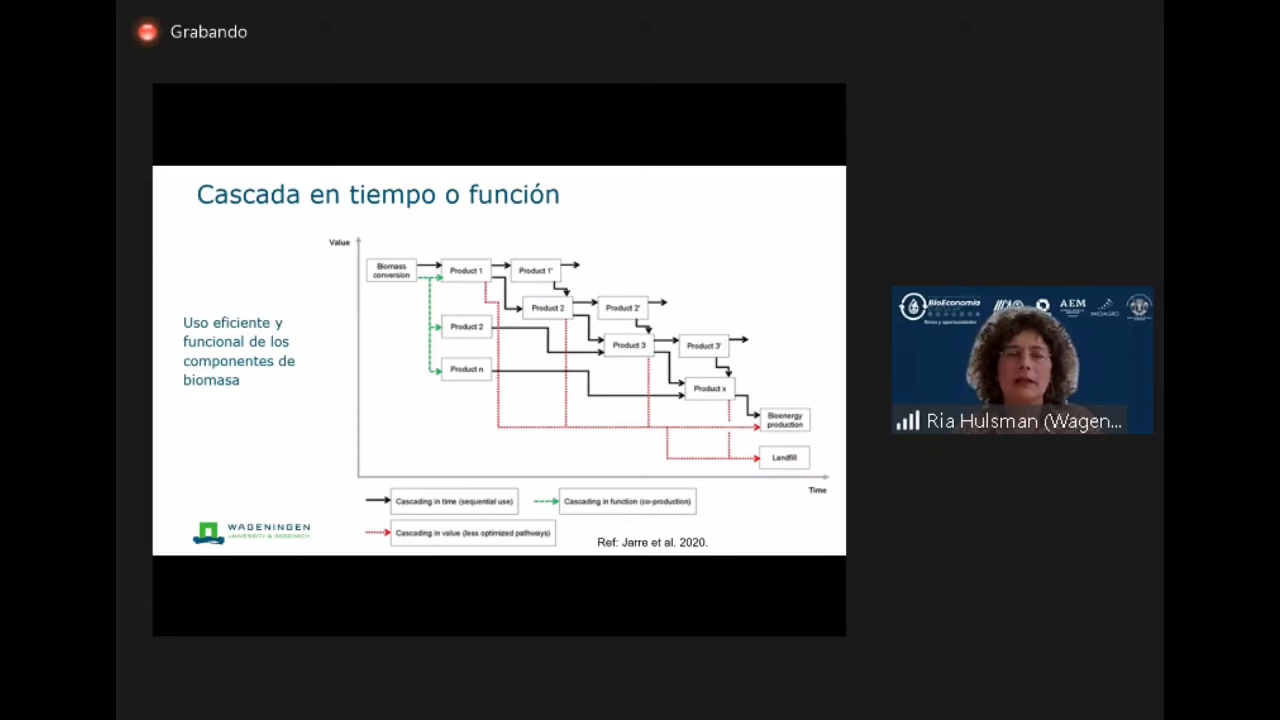 Grabando
Cascada en tiempo o función
Value
Biomass
conversion
Product 1
Product 1'
Product 2
Product 2'
Product 2
Product 3
Product 3'
Product n
Product x
Bioenergy
production
Landfill
Time
Uso eficiente y
funcional de los
componentes de
biomasa
Cascading in time (sequential use)
Cascading in function (co-production)
Cascading in value (less optimized pathways)
Ref: Jarre et al. 2020.
WAGENINGEN
UNIVERSITY & RESEARCH
BioEconomía
IICA
AEM
INNOAGRO
Ria Hulsman (Wagen...